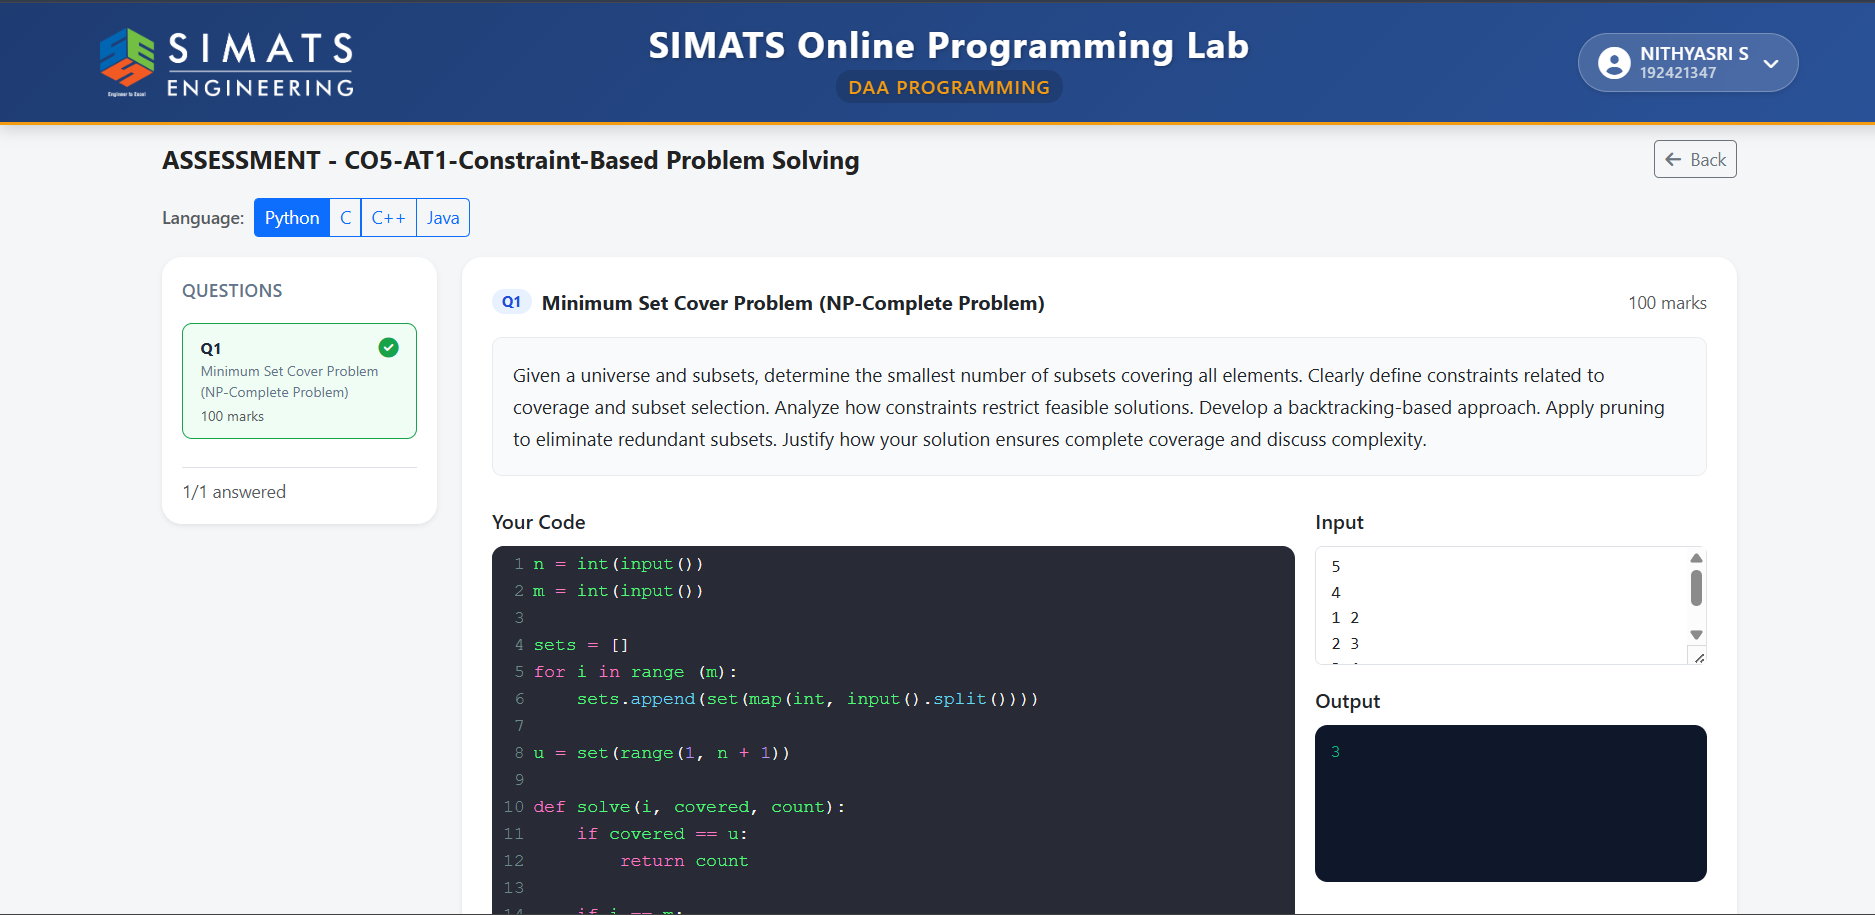 SIMATS
ENGINEERING
Engineer to Excel
SIMATS Online Programming Lab
DAA PROGRAMMING
NITHYASRI S
192421347
ASSESSMENT - CO5-AT1-Constraint-Based Problem Solving
Back
Language: Python C C++ Java
QUESTIONS
Q1
Minimum Set Cover Problem
(NP-Complete Problem)
100 marks
1/1 answered
Q1 Minimum Set Cover Problem (NP-Complete Problem) 100 marks
Given a universe and subsets, determine the smallest number of subsets covering all elements. Clearly define constraints related to
coverage and subset selection. Analyze how constraints restrict feasible solutions. Develop a backtracking-based approach. Apply pruning
to eliminate redundant subsets. Justify how your solution ensures complete coverage and discuss complexity.
Your Code
1 n = int(input())
2 m = int(input())
3
4 sets = []
5 for i in range (m):
6     sets.append(set(map(int, input().split())))
7
8 u = set(range(1, n + 1))
9
10 def solve(i, covered, count):
11     if covered == u:
12         return count
13
14     if i == m:
Input
5
4
1 2
2 3
Output
3